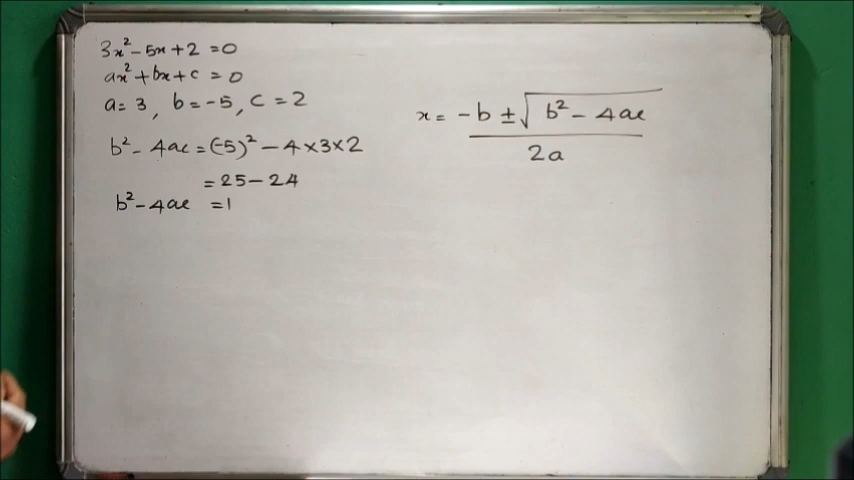 3x² - 5x + 2 = 0
ax² + bx + c = 0
a = 3, b = -5, c = 2
b² - 4ac = (-5)² - 4×3×2
= 25 - 24
b² - 4ac = 1
x = -b ± √b² - 4ac
2a